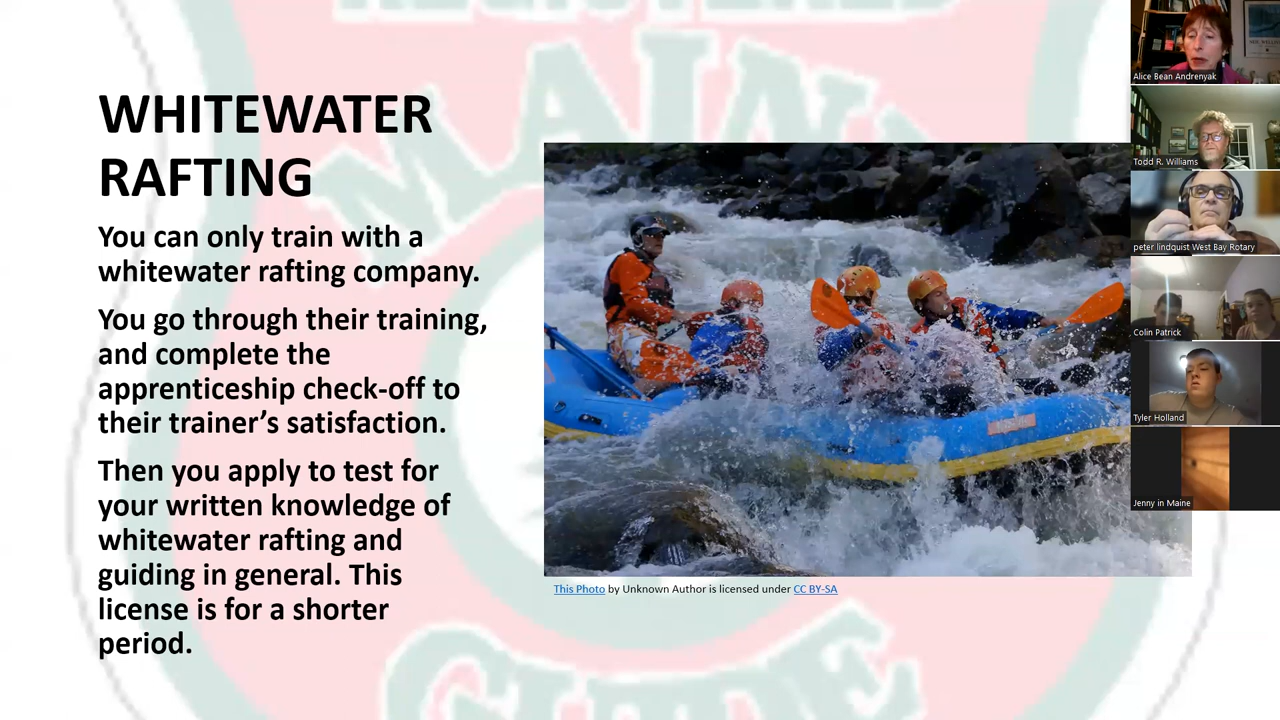 REGISTERED
MAINE
WHITEWATER
RAFTING
You can only train with a
whitewater rafting company.
You go through their training,
and complete the
apprenticeship check-off to
their trainer’s satisfaction.
Then you apply to test for
your written knowledge of
whitewater rafting and
guiding in general. This
license is for a shorter
period.
GUIDE
This Photo by Unknown Author is licensed under CC BY-SA
Alice Bean Andrenyak
Todd R. Williams
peter lindquist West Bay Rotary
Colin Patrick
Tyler Holland
Jenny in Maine